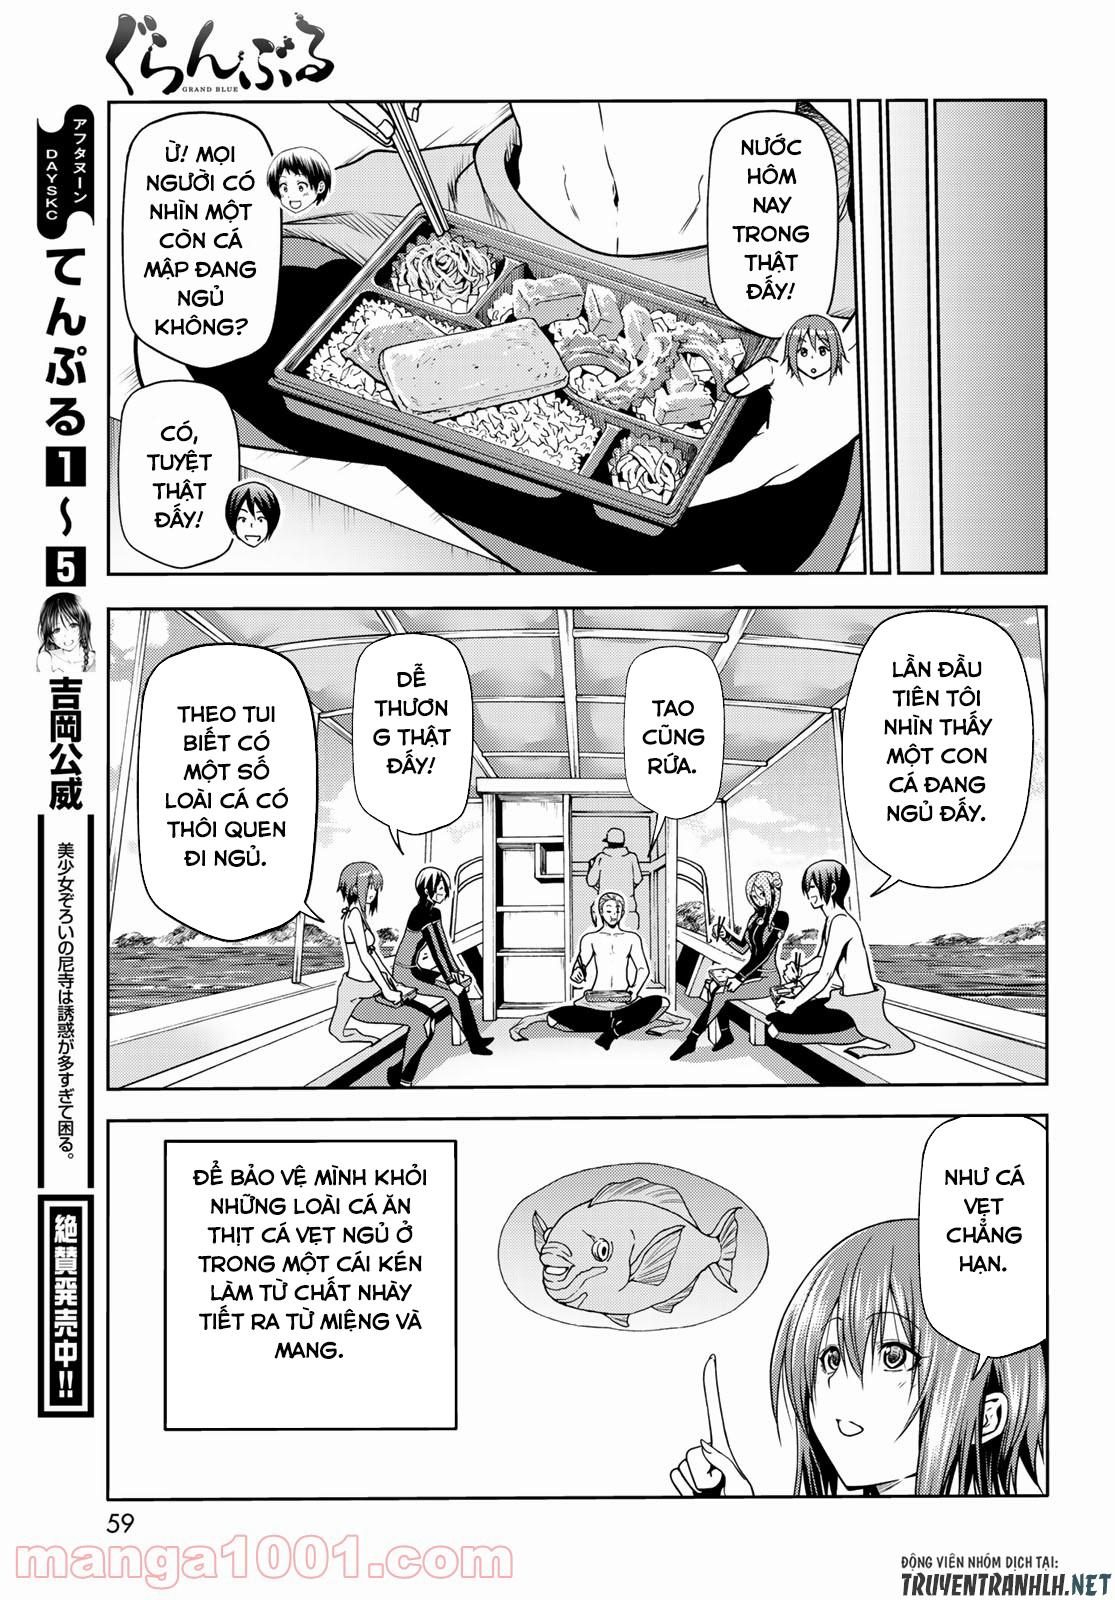 ぐらんぶる
GRAND BLUE
アフタヌーン
DAYSKC
てんぷる1～5
吉岡公威
美少女ぞろいの尼寺は誘惑が多すぎて困る。
絶賛発売中!!
NƯỚC
HÔM
NAY
TRONG
THẬT
ĐẤY!
Ừ! MỌI
NGƯỜI CÓ
NHÌN MỘT
CÒN CÁ
MẬP ĐANG
NGỦ
KHÔNG?
CÓ,
TUYỆT
THẬT
ĐẤY!
LẦN ĐẦU
TIÊN TÔI
NHÌN THẤY
MỘT CON
CÁ ĐANG
NGỦ ĐẤY.
TAO
CŨNG
RỨA.
DỄ
THƯƠN
G THẬT
ĐẤY!
THEO TUI
BIẾT CÓ
MỘT SỐ
LOÀI CÁ CÓ
THÔI QUEN
ĐI NGỦ.
NHƯ CÁ
VẸT
CHẲNG
HẠN.
ĐỂ BẢO VỆ MÌNH KHỎI
NHỮNG LOÀI CÁ ĂN
THỊT CÁ VẸT NGỦ Ở
TRONG MỘT CÁI KÉN
LÀM TỪ CHẤT NHÀY
TIẾT RA TỪ MIỆNG VÀ
MANG.
59
manga1001.com
ĐỘNG VIÊN NHÓM DỊCH TẠI:
TRUYENTRANHLH.NET